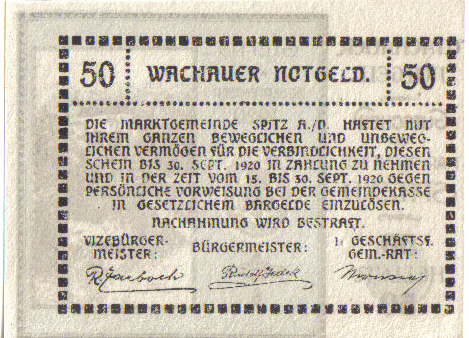 50 WACHAUER NOTGELD. 50
DIE MARKTGEMEINDE SPITZ A./D. HAFTET MIT
IHREM GANZEN BEWEGLICHEN UND UNBEWEG-
LICHEN VERMÖGEN FÜR DIE VERBINDLICHKEIT, DIESEN
SCHEIN BIS 30. SEPT. 1920 IN ZAHLUNG ZU NEHMEN
UND IN DER ZEIT VOM 15. BIS 30. SEPT. 1920 GEGEN
PERSÖNLICHE VORWEISUNG BEI DER GEMEINDEKASSE
IN GESETZLICHEM BARGELDE EINZULÖSEN.
NACHAHMUNG WIRD BESTRAFT.
VIZEBÜRGER-
MEISTER:
BÜRGERMEISTER:
1. GESCHÄFTSF.
GEM.-RAT: